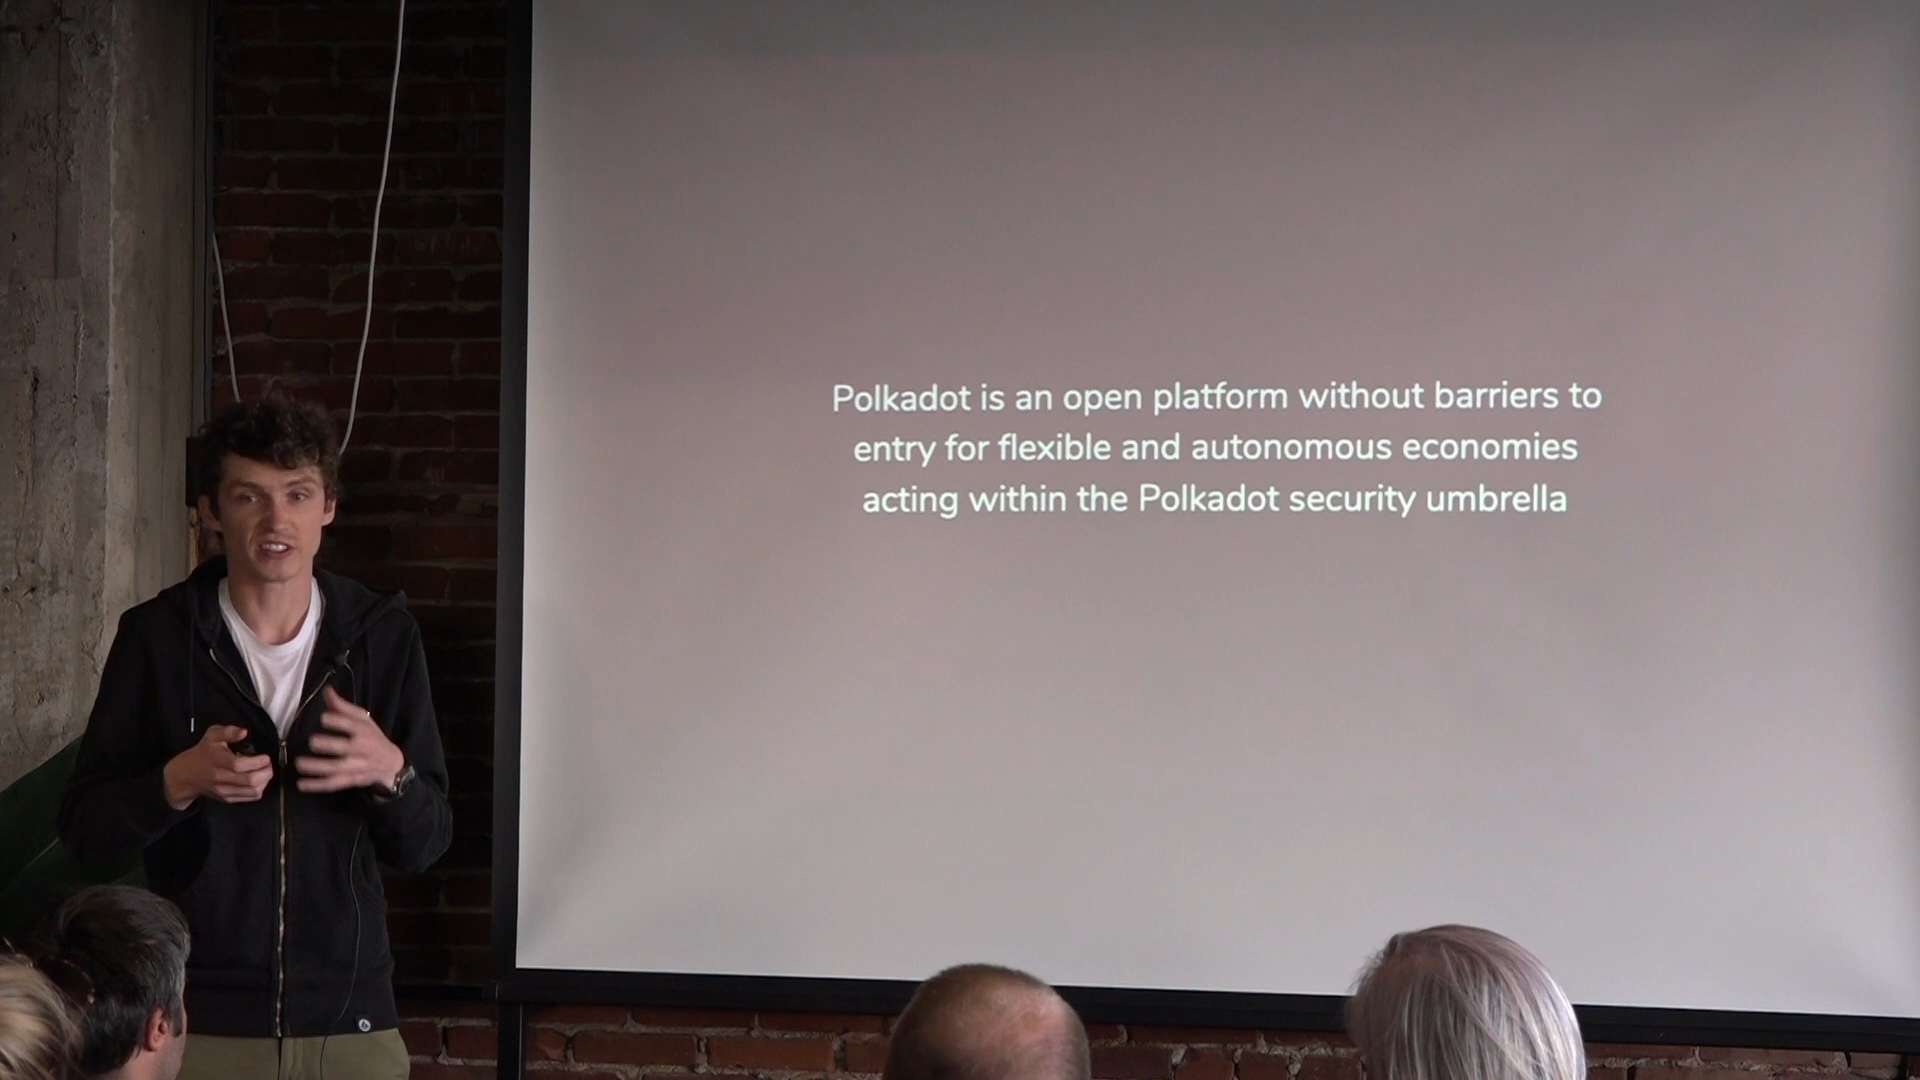 Polkadot is an open platform without barriers to
entry for flexible and autonomous economies
acting within the Polkadot security umbrella